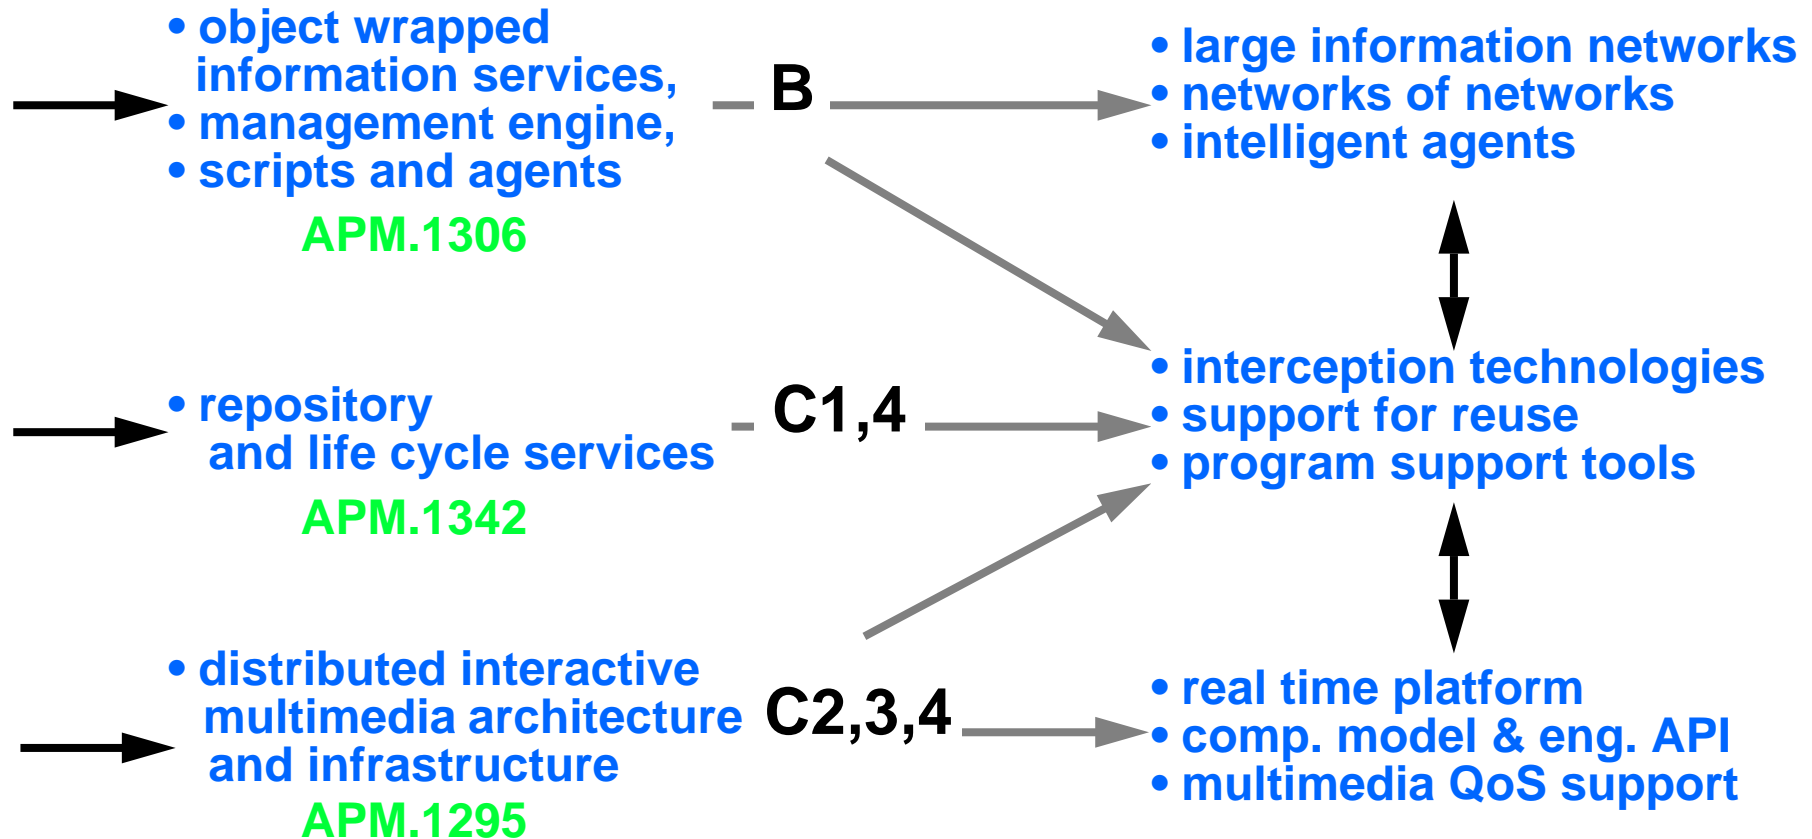 • object wrapped
information services,
• management engine,
• scripts and agents
APM.1306
B
• large information networks
• networks of networks
• intelligent agents
• repository
and life cycle services
APM.1342
C1,4
• interception technologies
• support for reuse
• program support tools
• distributed interactive
multimedia architecture
and infrastructure
APM.1295
C2,3,4
• real time platform
• comp. model & eng. API
• multimedia QoS support